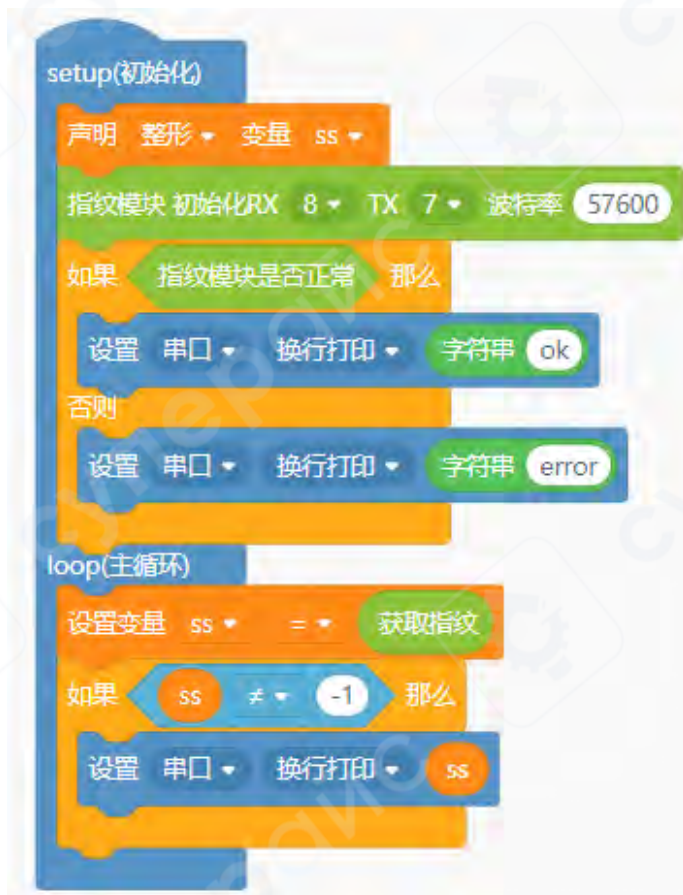 setup(初始化)
声明 整形 变量 ss
指纹模块 初始化RX 8 TX 7 波特率 57600
如果 指纹模块是否正常 那么
设置 串口 换行打印 字符串 ok
否则
设置 串口 换行打印 字符串 error
loop(主循环)
设置变量 ss = 获取指纹
如果 ss ≠ -1 那么
设置 串口 换行打印 ss